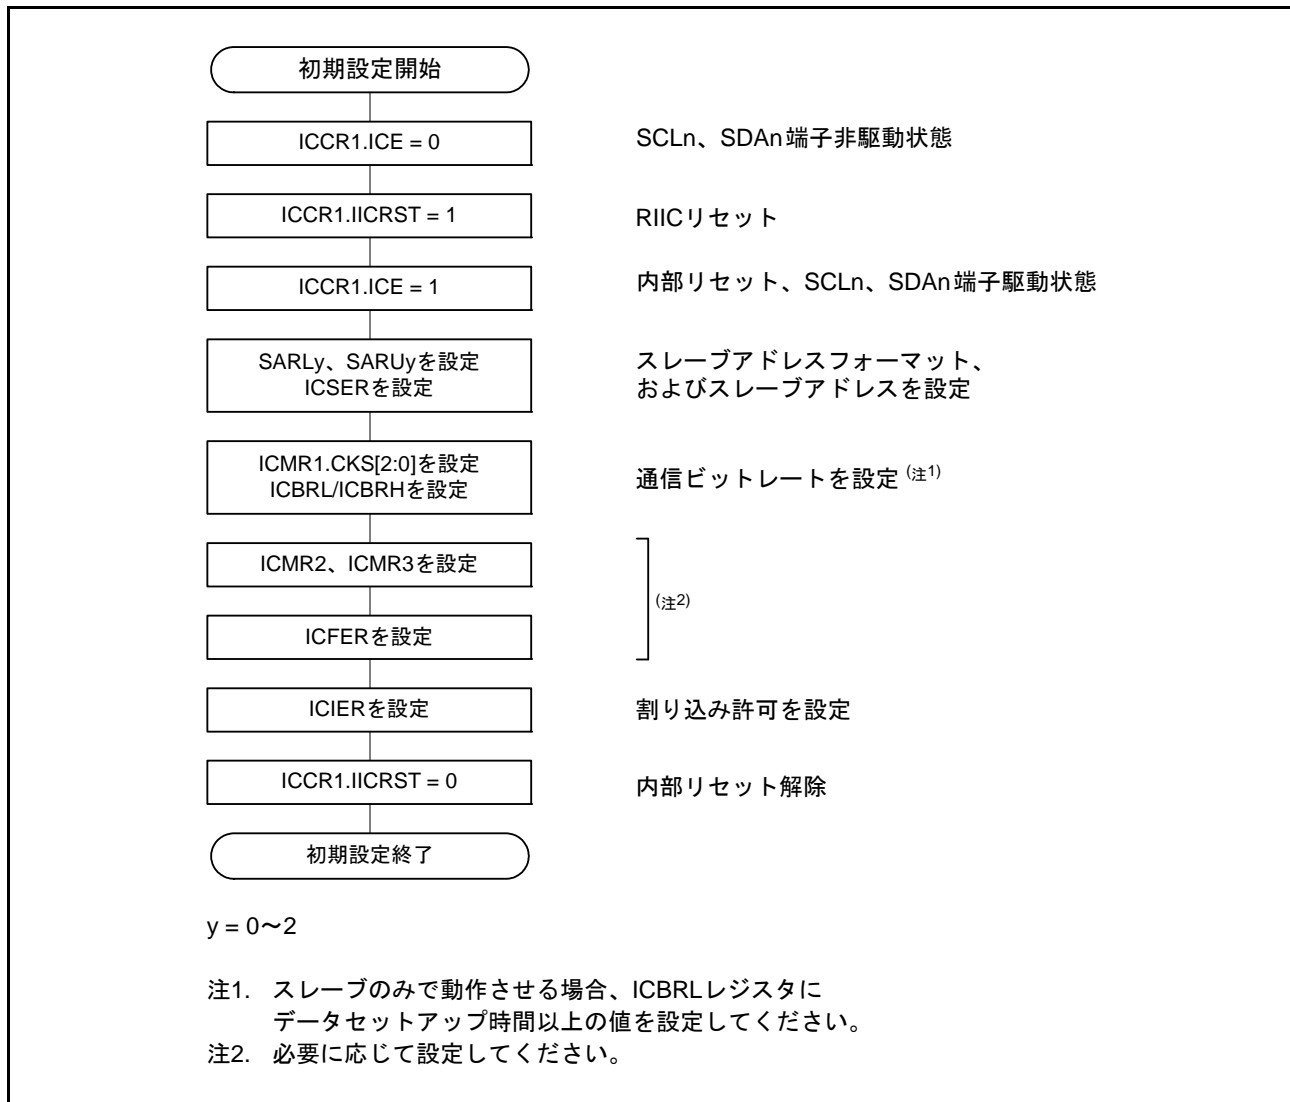 初期設定開始
ICCR1.ICE = 0
SCLn、SDAn端子非駆動状態
ICCR1.IICRST = 1
RIICリセット
ICCR1.ICE = 1
内部リセット、SCLn、SDAn端子駆動状態
SARLy、SARUyを設定
ICSERを設定
スレーブアドレスフォーマット、
およびスレーブアドレスを設定
ICMR1.CKS[2:0]を設定
ICBRL/ICBRHを設定
通信ビットレートを設定 (注1)
ICMR2、ICMR3を設定
(注2)
ICFERを設定
ICIERを設定
割り込み許可を設定
ICCR1.IICRST = 0
内部リセット解除
初期設定終了
y = 0～2
注1. スレーブのみで動作させる場合、ICBRLレジスタに
データセットアップ時間以上の値を設定してください。
注2. 必要に応じて設定してください。